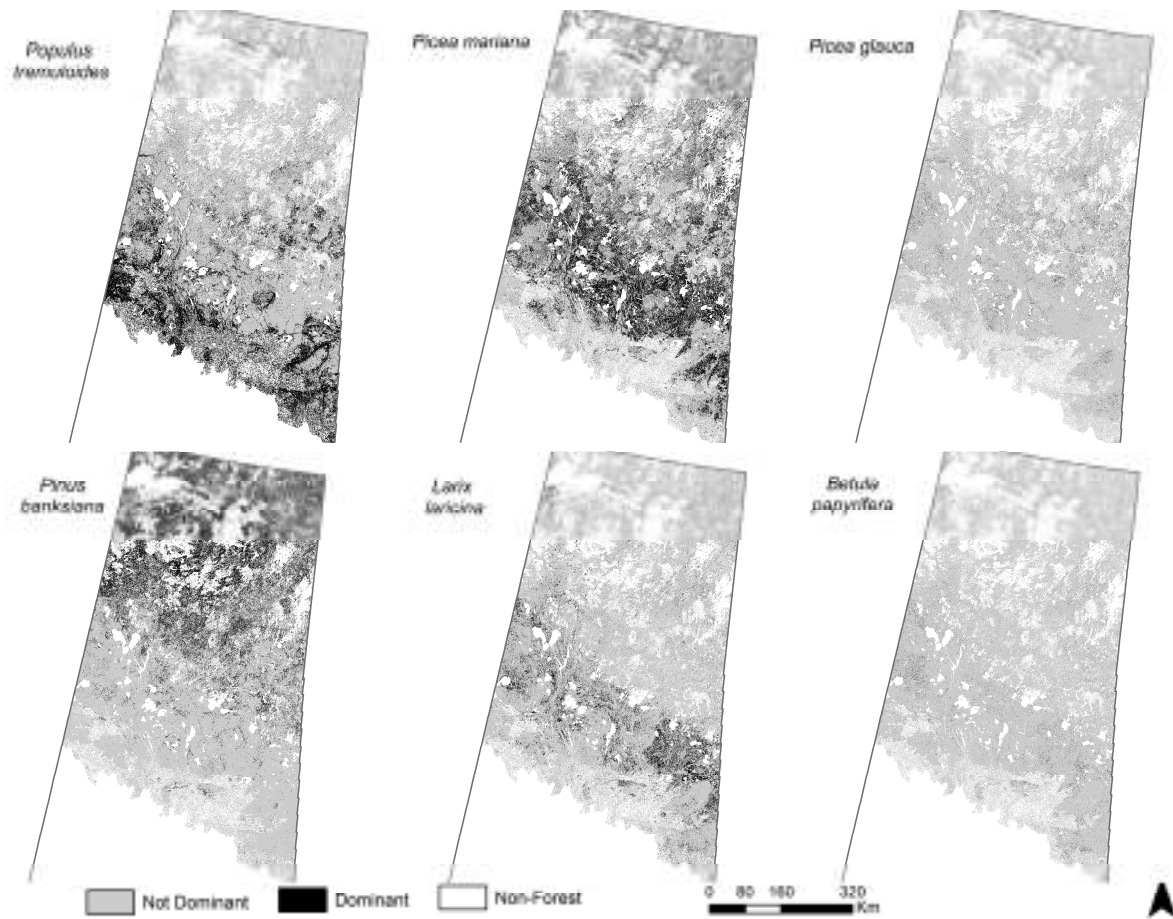 Populus
tremuloides
Picea mariana
Picea glauca
Pinus
banksiana
Larix
laricina
Betula
papyrifera
Not Dominant
Dominant
Non-Forest
0 80 160 320
Km